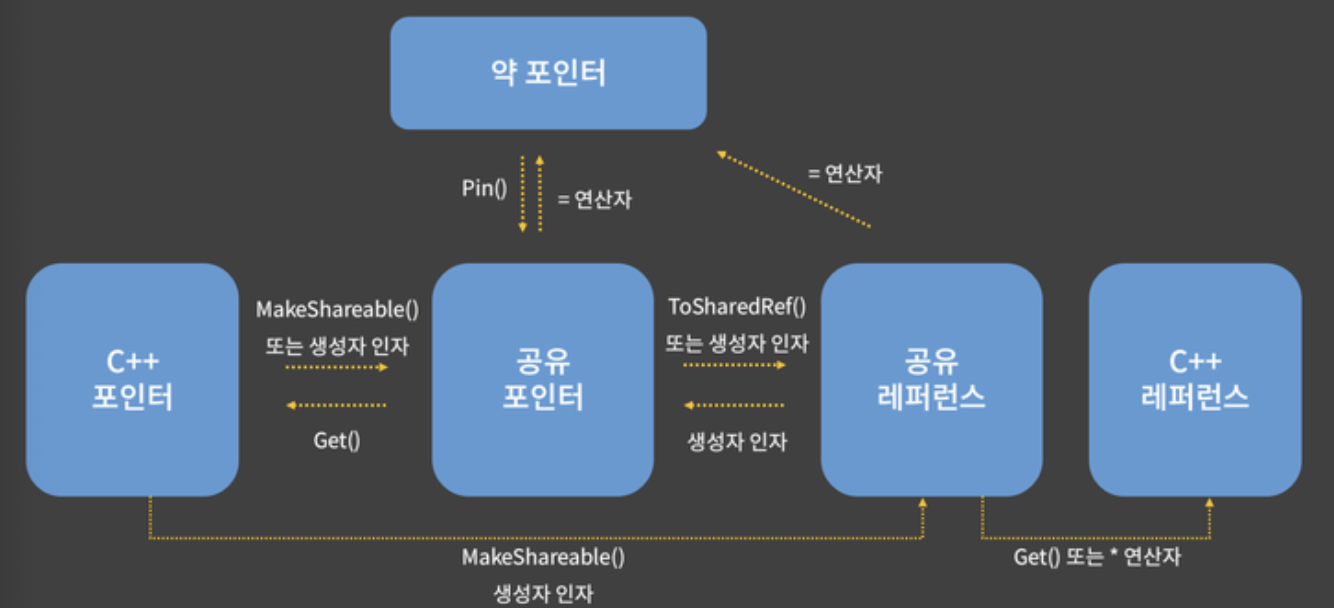 약 포인터
Pin()
= 연산자
= 연산자
C++
포인터
MakeShareable()
또는 생성자 인자
Get()
공유
포인터
ToSharedRef()
또는 생성자 인자
생성자 인자
공유
레퍼런스
C++
레퍼런스
MakeShareable()
생성자 인자
Get() 또는 * 연산자